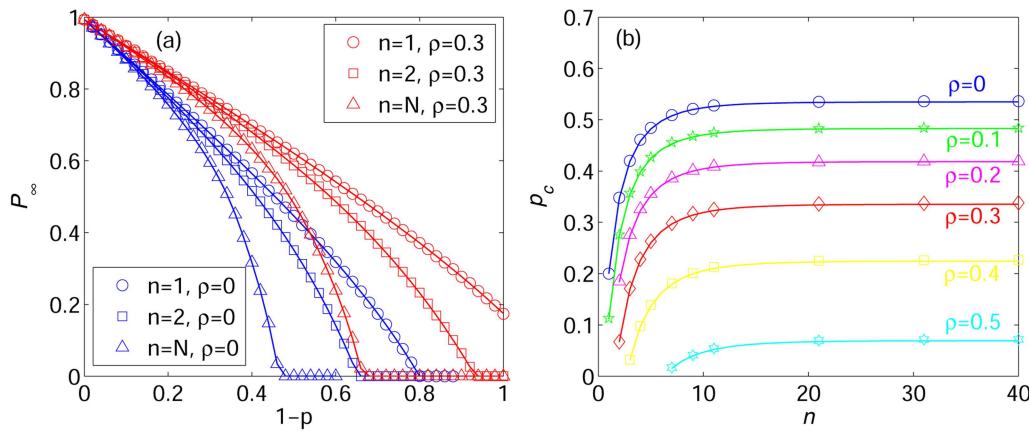 (a)
P∞
1
0.8
0.6
0.4
0.2
0
0 0.2 0.4 0.6 0.8 1
1−p
n=1, ρ=0.3
n=2, ρ=0.3
n=N, ρ=0.3
n=1, ρ=0
n=2, ρ=0
n=N, ρ=0
(b)
pc
0.7
0.6
0.5
0.4
0.3
0.2
0.1
0
0 10 20 30 40
n
ρ=0
ρ=0.1
ρ=0.2
ρ=0.3
ρ=0.4
ρ=0.5